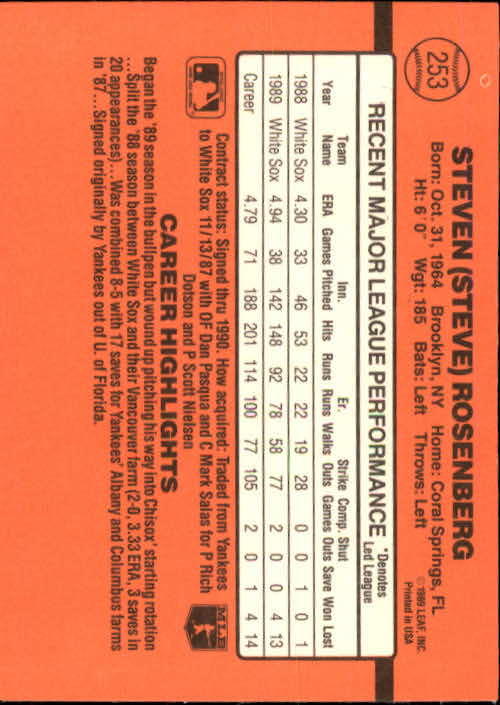 253
STEVEN (STEVE) ROSENBERG
Born: Oct. 31, 1964 Brooklyn, NY Home: Coral Springs, FL
Ht: 6' 0" Wgt: 185 Bats: Left Throws: Left
©1989 LEAF, INC.
Printed in USA
RECENT MAJOR LEAGUE PERFORMANCE
*Denotes
Led League
Team Inn. Er. Strike Comp. Shut
Year Name ERA Games Pitched Hits Runs Runs Walks Outs Games Outs Save Won Lost
1988 White Sox 4.30 33 46 53 22 22 19 28 0 0 1 0 1
1989 White Sox 4.94 38 142 148 92 78 58 77 2 0 0 4 13
Career 4.79 71 188 201 114 100 77 105 2 0 1 4 14
Contract status: Signed thru 1990. How acquired: Traded from Yankees
to White Sox 11/13/87 with OF Dan Pasqua and C Mark Salas for P Rich
Dotson and P Scott Nielsen
MLB
CAREER HIGHLIGHTS
Began the '89 season in the bullpen but wound up pitching his way into Chisox' starting rotation
... Split the '88 season between White Sox and their Vancouver farm (2-0, 3.33 ERA, 3 saves in
20 appearances)... Was combined 8-5 with 17 saves for Yankees' Albany and Columbus farms
in '87... Signed originally by Yankees out of U. of Florida.